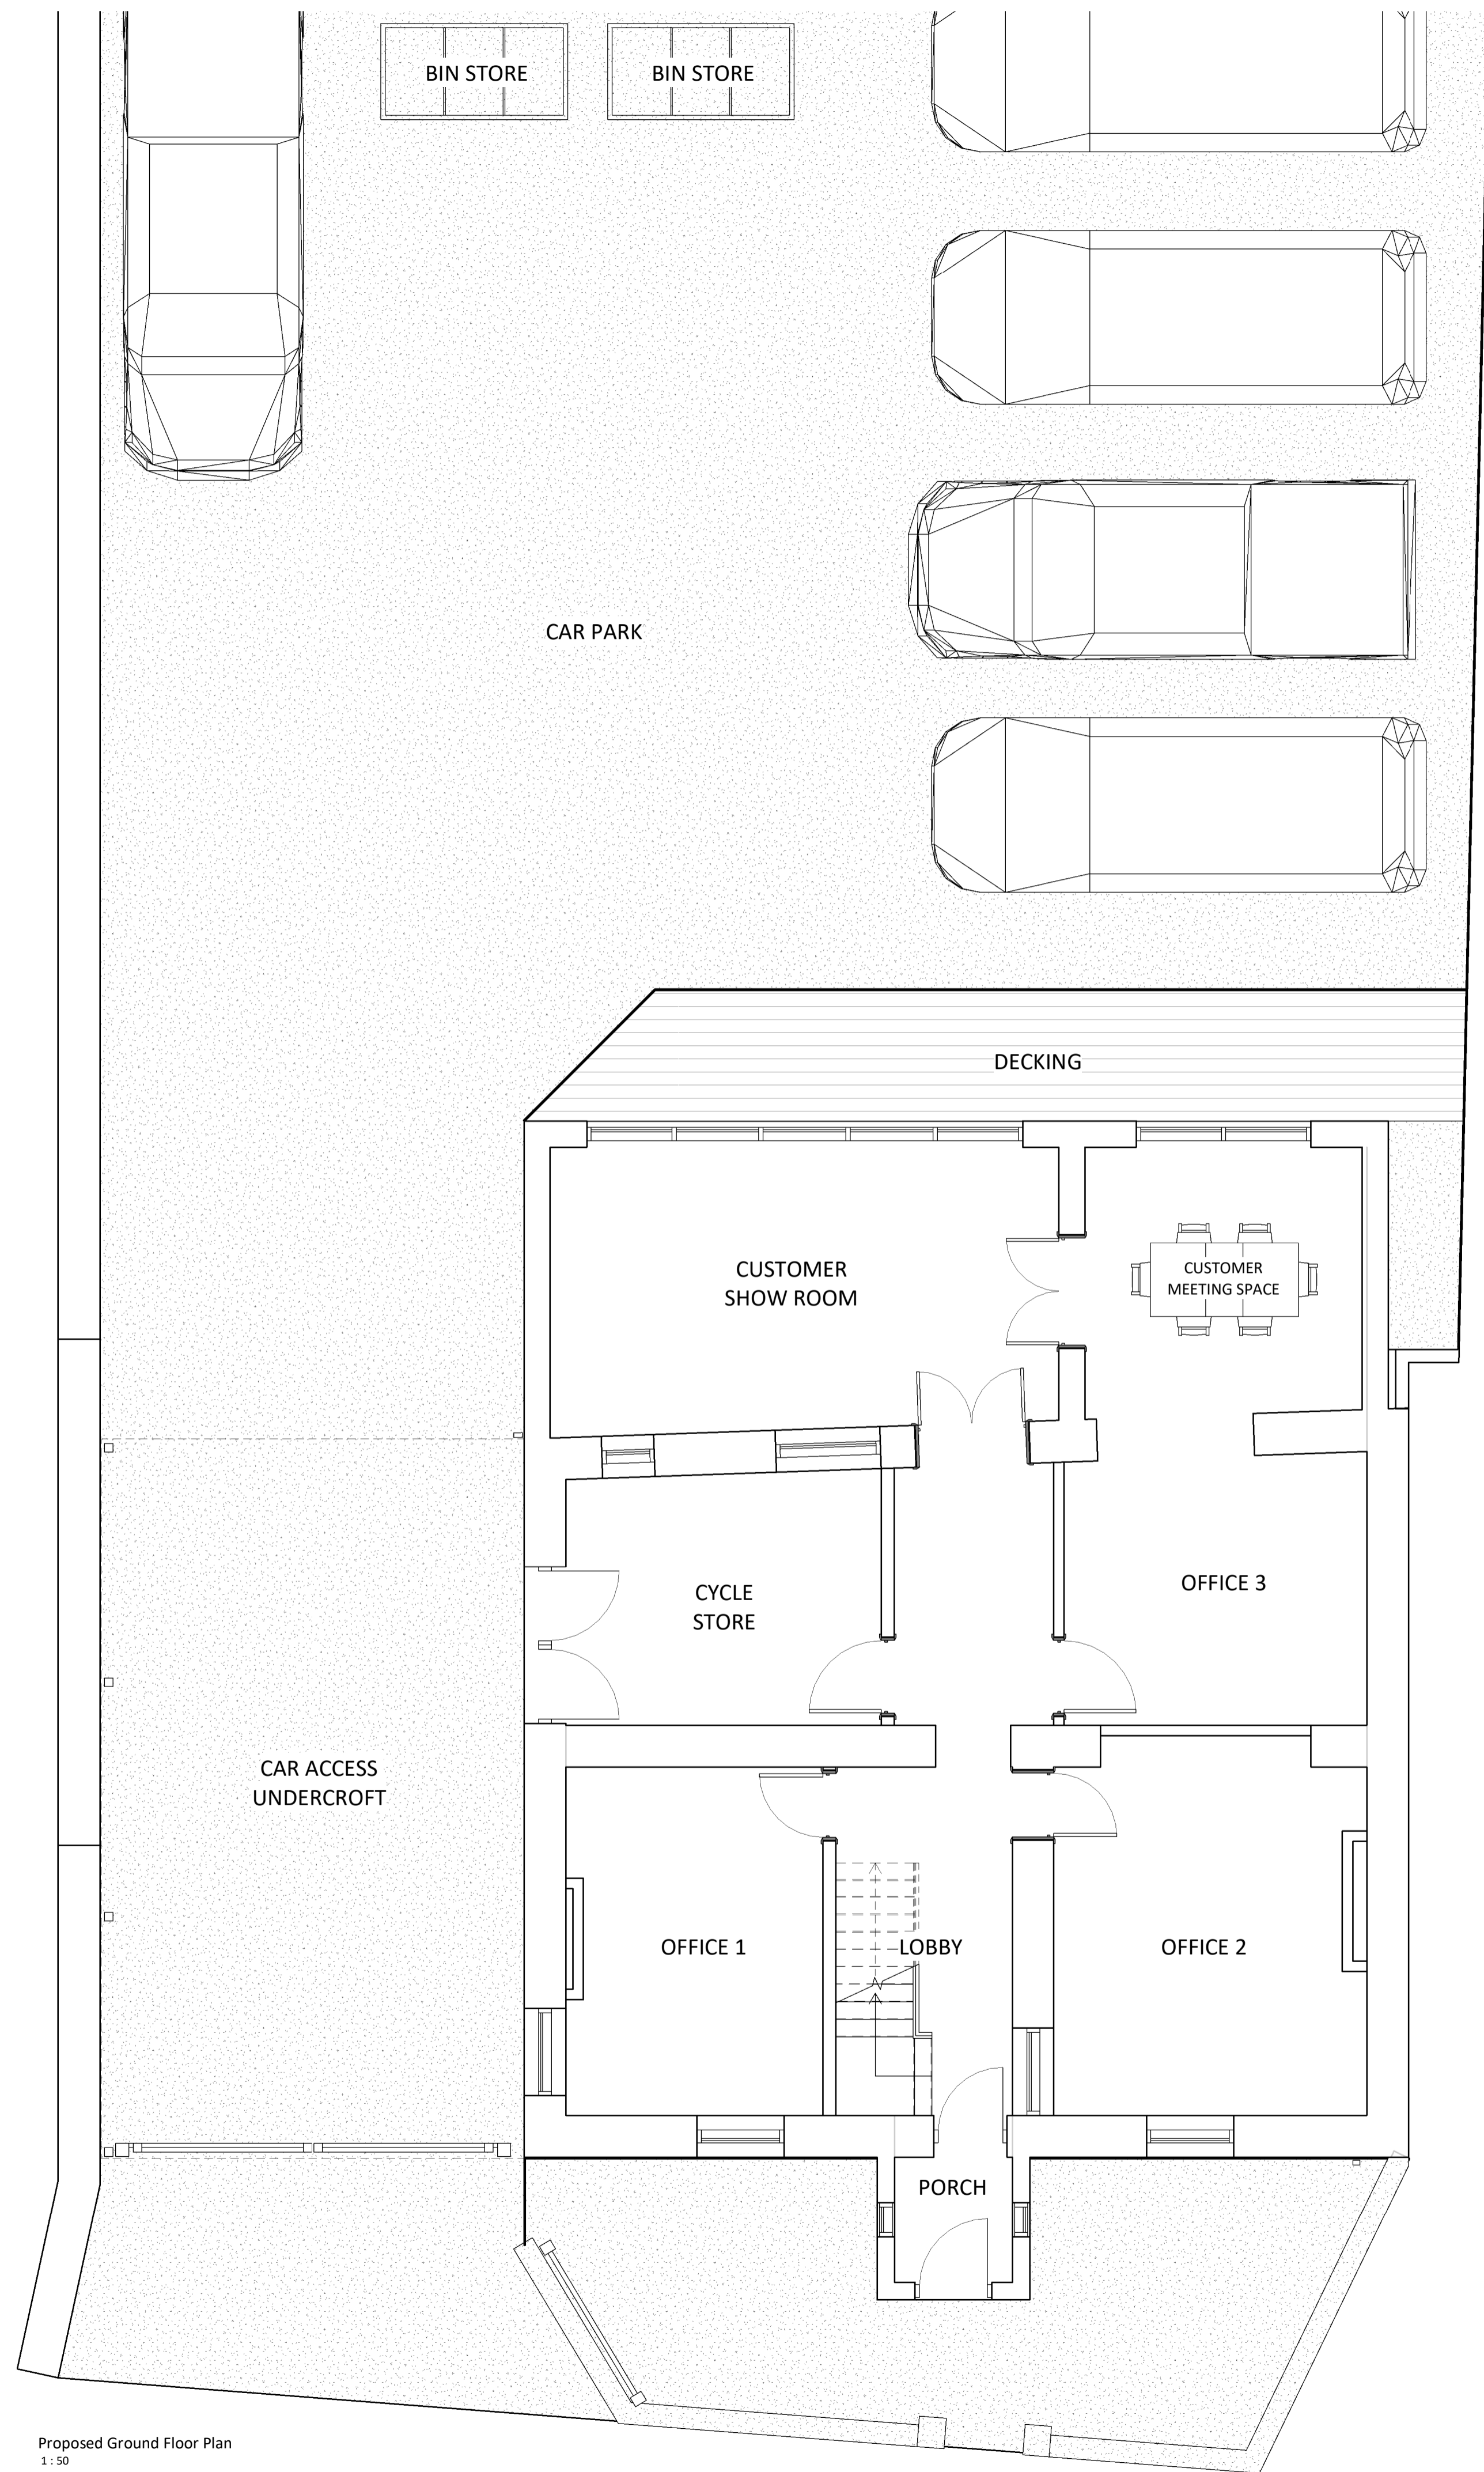 BIN STORE
BIN STORE
CAR PARK
DECKING
CUSTOMER
SHOW ROOM
CUSTOMER
MEETING SPACE
CYCLE
STORE
OFFICE 3
CAR ACCESS
UNDERCROFT
OFFICE 1
LOBBY
OFFICE 2
PORCH
Proposed Ground Floor Plan
1 : 50